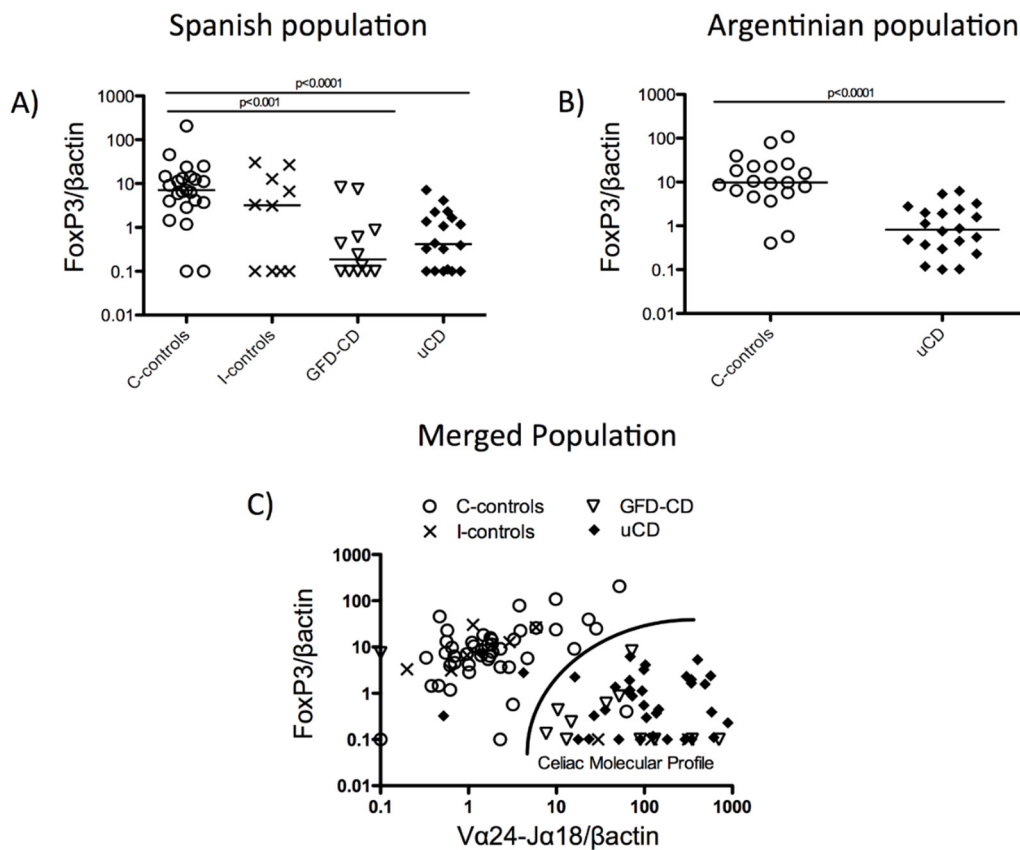 Spanish population
Argentinian population
A)
p<0.0001
p<0.001
FoxP3/βactin
1000
100
10
1
0.1
0.01
C-controls
I-controls
GFD-CD
uCD
B)
p<0.0001
FoxP3/βactin
1000
100
10
1
0.1
0.01
C-controls
uCD
Merged Population
C)
C-controls
GFD-CD
I-controls
uCD
FoxP3/βactin
1000
100
10
1
0.1
0.01
Celiac Molecular Profile
0.1
1
10
100
1000
Vα24-Jα18/βactin